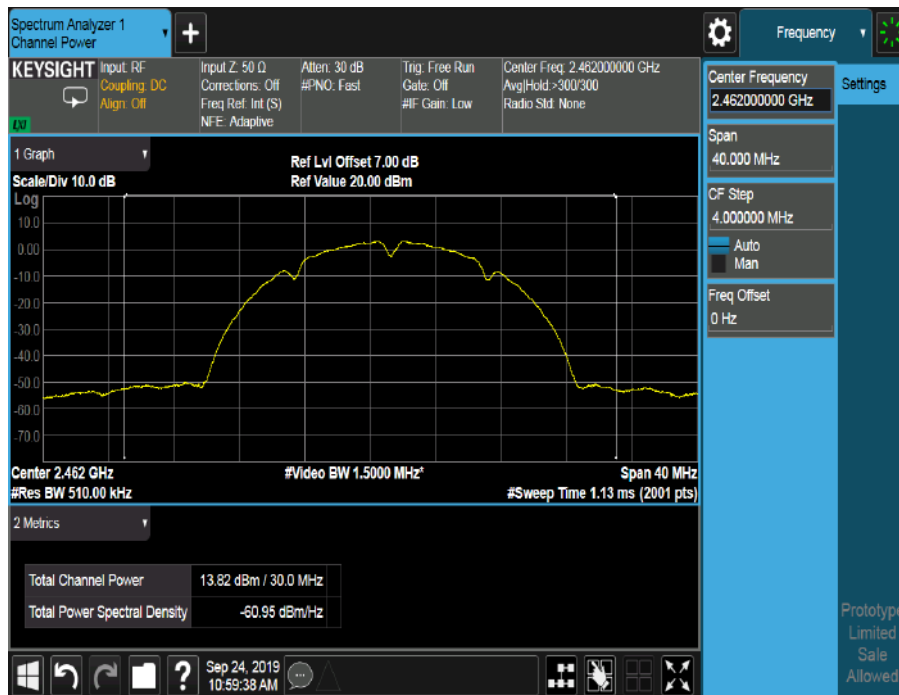 Spectrum Analyzer 1
Channel Power
Frequency
KEYSIGHT
Input: RF
Coupling: DC
Align: Off
Input Z: 50 Ω
Corrections: Off
Freq Ref: Int (S)
NFE: Adaptive
Atten: 30 dB
#PNO: Fast
Trig: Free Run
Gate: Off
#IF Gain: Low
Center Freq: 2.462000000 GHz
Avg|Hold:>300/300
Radio Std: None
LXI
Center Frequency
2.462000000 GHz
Settings
Span
40.000 MHz
CF Step
4.000000 MHz
Auto
Man
Freq Offset
0 Hz
1 Graph
Scale/Div 10.0 dB
Ref Lvl Offset 7.00 dB
Ref Value 20.00 dBm
Log
10.0
0.00
-10.0
-20.0
-30.0
-40.0
-50.0
-60.0
-70.0
Center 2.462 GHz
#Video BW 1.5000 MHz*
Span 40 MHz
#Res BW 510.00 kHz
#Sweep Time 1.13 ms (2001 pts)
2 Metrics
Total Channel Power 13.82 dBm / 30.0 MHz
Total Power Spectral Density -60.95 dBm/Hz
Prototype
Limited
Sale
Allowed
?
Sep 24, 2019
10:59:38 AM